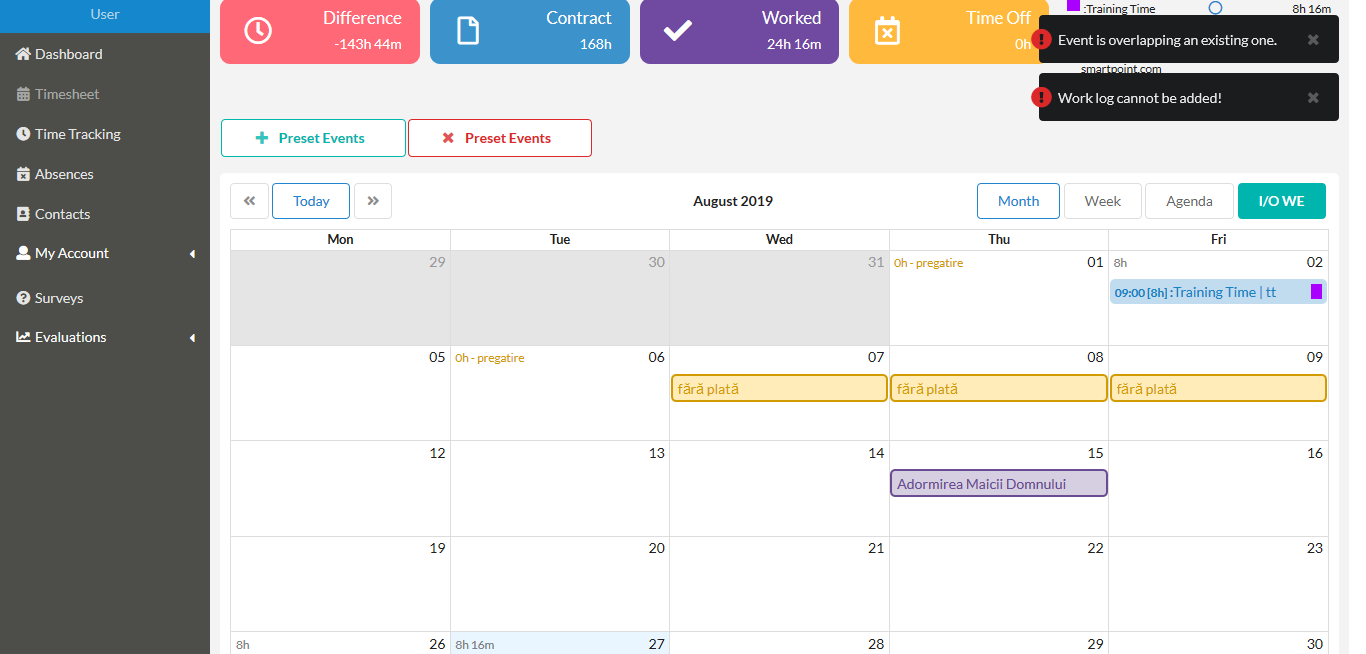 User
Dashboard
Timesheet
Time Tracking
Absences
Contacts
My Account
Surveys
Evaluations
Difference
-143h 44m
Contract
168h
Worked
24h 16m
Time Off
0h
:Training Time
8h 16m
Event is overlapping an existing one.
smartpoint.com
Work log cannot be added!
Preset Events
Preset Events
Today
August 2019
Month
Week
Agenda
I/O WE
Mon Tue Wed Thu Fri
29 30 31 0h - pregatire 01 8h 02
09:00 [8h] :Training Time | tt
05 0h - pregatire 06 07 08 09
fără plată fără plată fără plată
12 13 14 15 16
Adormirea Maicii Domnului
19 20 21 22 23
8h 26 8h 16m 27 28 29 30